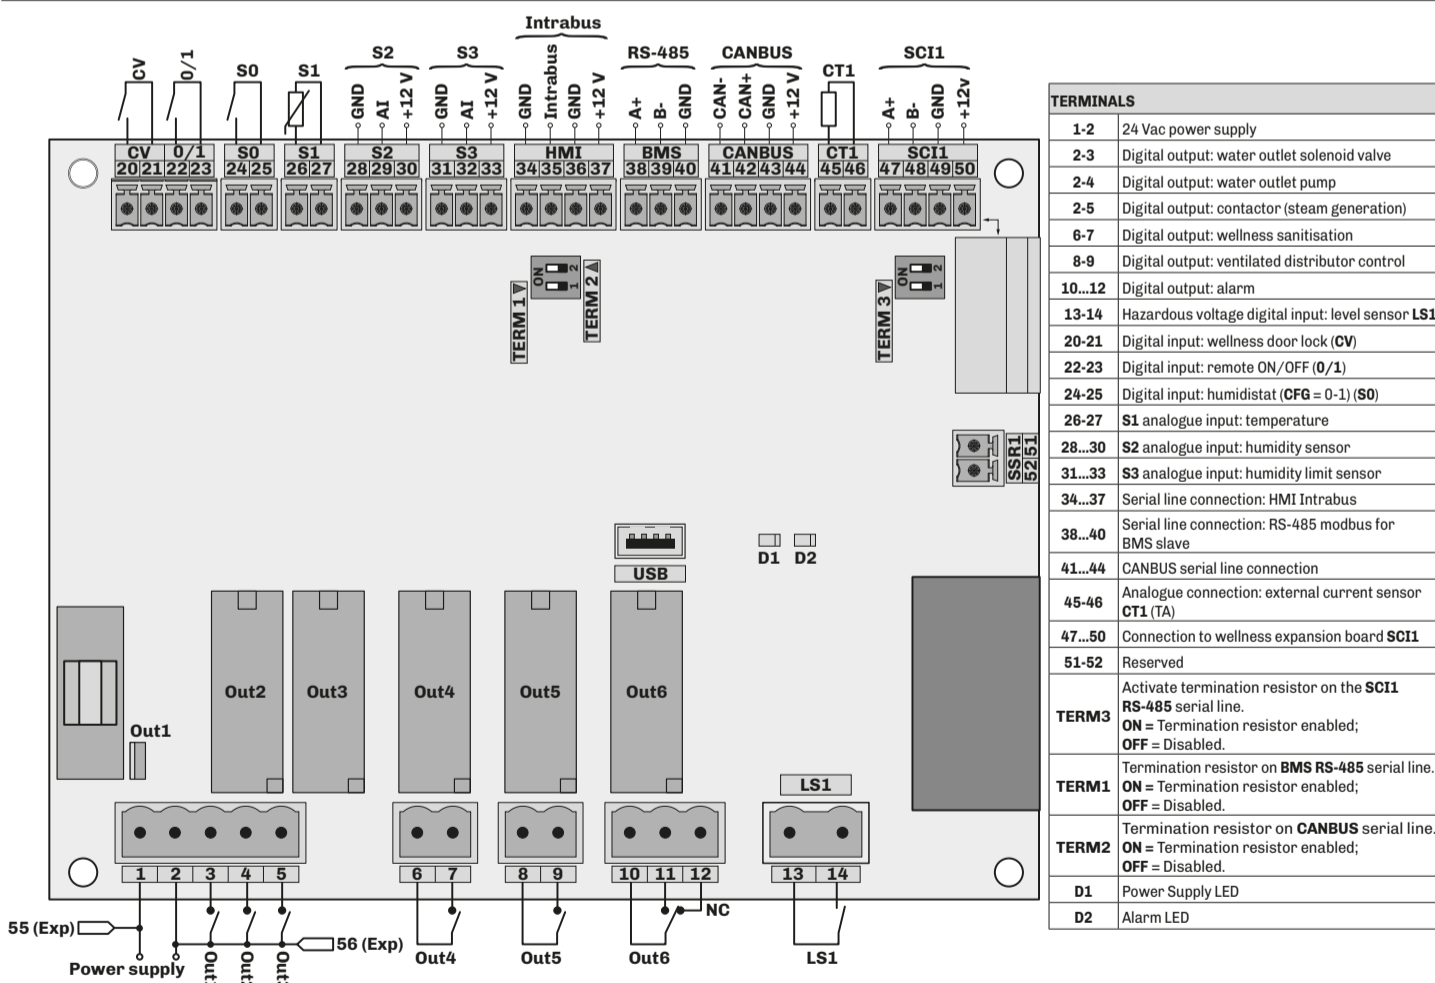 Intrabus
CV
0/1
S0
S1
S2
S3
RS-485
CANBUS
CT1
SCI1
GND
AI
+12 V
GND
AI
+12 V
GND
Intrabus
GND
+12 V
A+
B-
GND
CAN-
CAN+
GND
+12 V
A+
B-
GND
+12v
CV 0/1 S0 S1 S2 S3 HMI BMS CANBUS CT1 SCI1
20 21 22 23 24 25 26 27 28 29 30 31 32 33 34 35 36 37 38 39 40 41 42 43 44 45 46 47 48 49 50
TERM 1
ON
1 2
TERM 2
TERM 3
ON
1 2
SSR1
52 51
USB
D1 D2
Out1
Out2 Out3 Out4 Out5 Out6
LS1
1 2 3 4 5 6 7 8 9 10 11 12 13 14
NC
55 (Exp)
56 (Exp)
Power supply
Out
Out
Out
Out4
Out5
Out6
LS1
TERMINALS
1-2 24 Vac power supply
2-3 Digital output: water outlet solenoid valve
2-4 Digital output: water outlet pump
2-5 Digital output: contactor (steam generation)
6-7 Digital output: wellness sanitisation
8-9 Digital output: ventilated distributor control
10...12 Digital output: alarm
13-14 Hazardous voltage digital input: level sensor LS1
20-21 Digital input: wellness door lock (CV)
22-23 Digital input: remote ON/OFF (0/1)
24-25 Digital input: humidistat (CFG = 0-1) (S0)
26-27 S1 analogue input: temperature
28...30 S2 analogue input: humidity sensor
31...33 S3 analogue input: humidity limit sensor
34...37 Serial line connection: HMI Intrabus
38...40 Serial line connection: RS-485 modbus for
BMS slave
41...44 CANBUS serial line connection
45-46 Analogue connection: external current sensor
CT1 (TA)
47...50 Connection to wellness expansion board SCI1
51-52 Reserved
TERM3 Activate termination resistor on the SCI1
RS-485 serial line.
ON = Termination resistor enabled;
OFF = Disabled.
TERM1 Termination resistor on BMS RS-485 serial line.
ON = Termination resistor enabled;
OFF = Disabled.
TERM2 Termination resistor on CANBUS serial line.
ON = Termination resistor enabled;
OFF = Disabled.
D1 Power Supply LED
D2 Alarm LED